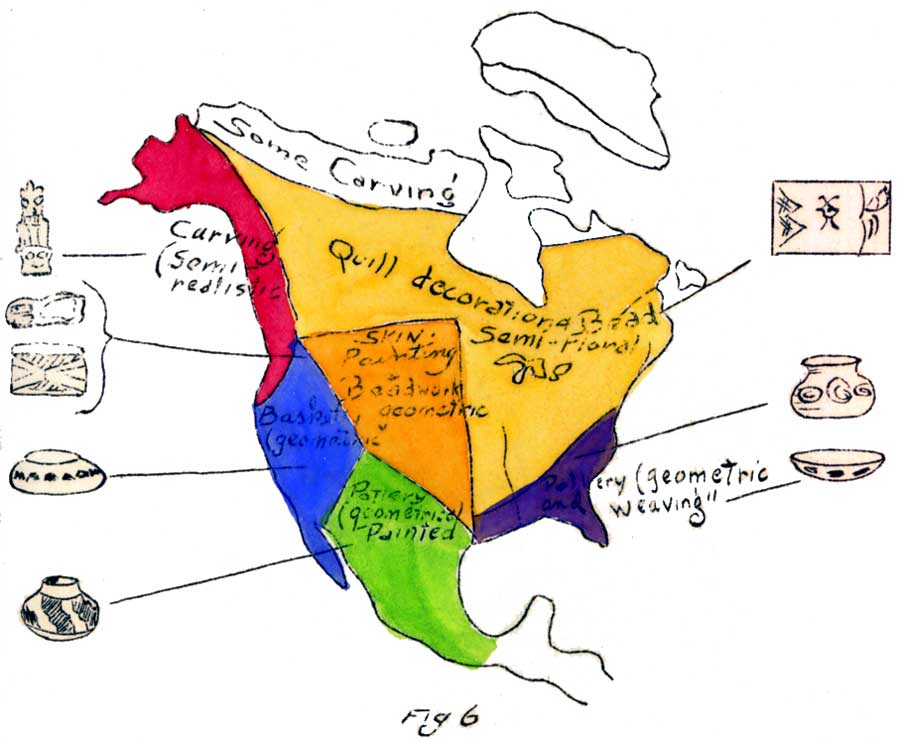 Some Carving
Carving
(Semi
realistic
Quill decoration & Bead
Semi-Floral
SKIN:
Painting
Beadwork
geometric
Basketry
(geometric
Pottery
(geometrical)
Painted
Pottery (geometric
and weaving"
Fig 6